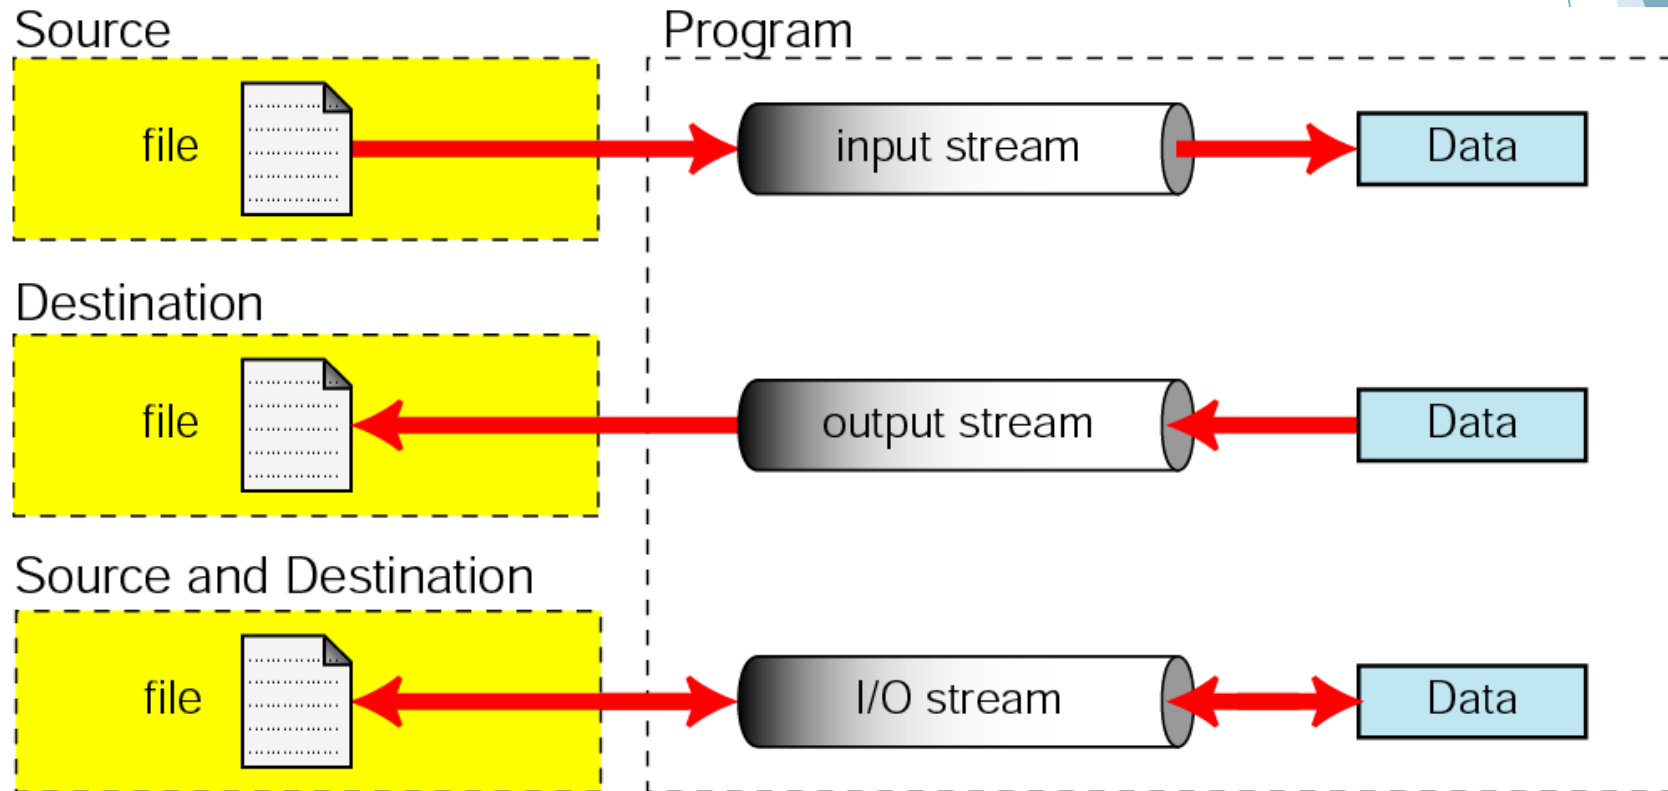 Source
Program
file
input stream
Data
Destination
file
output stream
Data
Source and Destination
file
I/O stream
Data